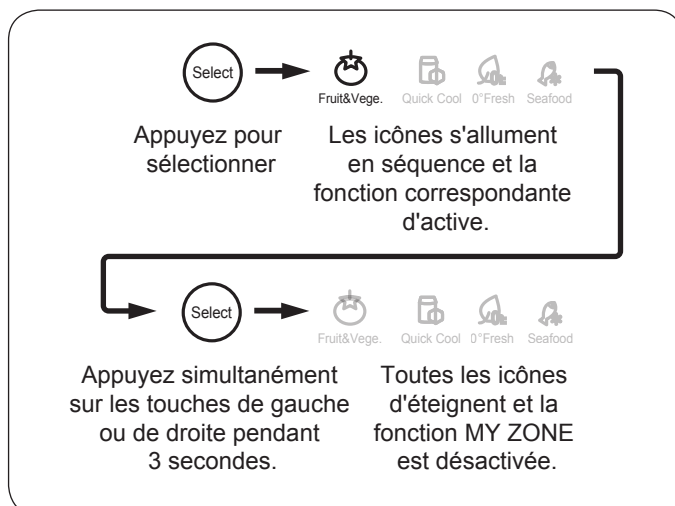 Select
Fruit&Vege. Quick Cool 0°Fresh Seafood
Appuyez pour
sélectionner
Les icônes s'allument
en séquence et la
fonction correspondante
d'active.
Select
Fruit&Vege. Quick Cool 0°Fresh Seafood
Appuyez simultanément
sur les touches de gauche
ou de droite pendant
3 secondes.
Toutes les icônes
d'éteignent et la
fonction MY ZONE
est désactivée.